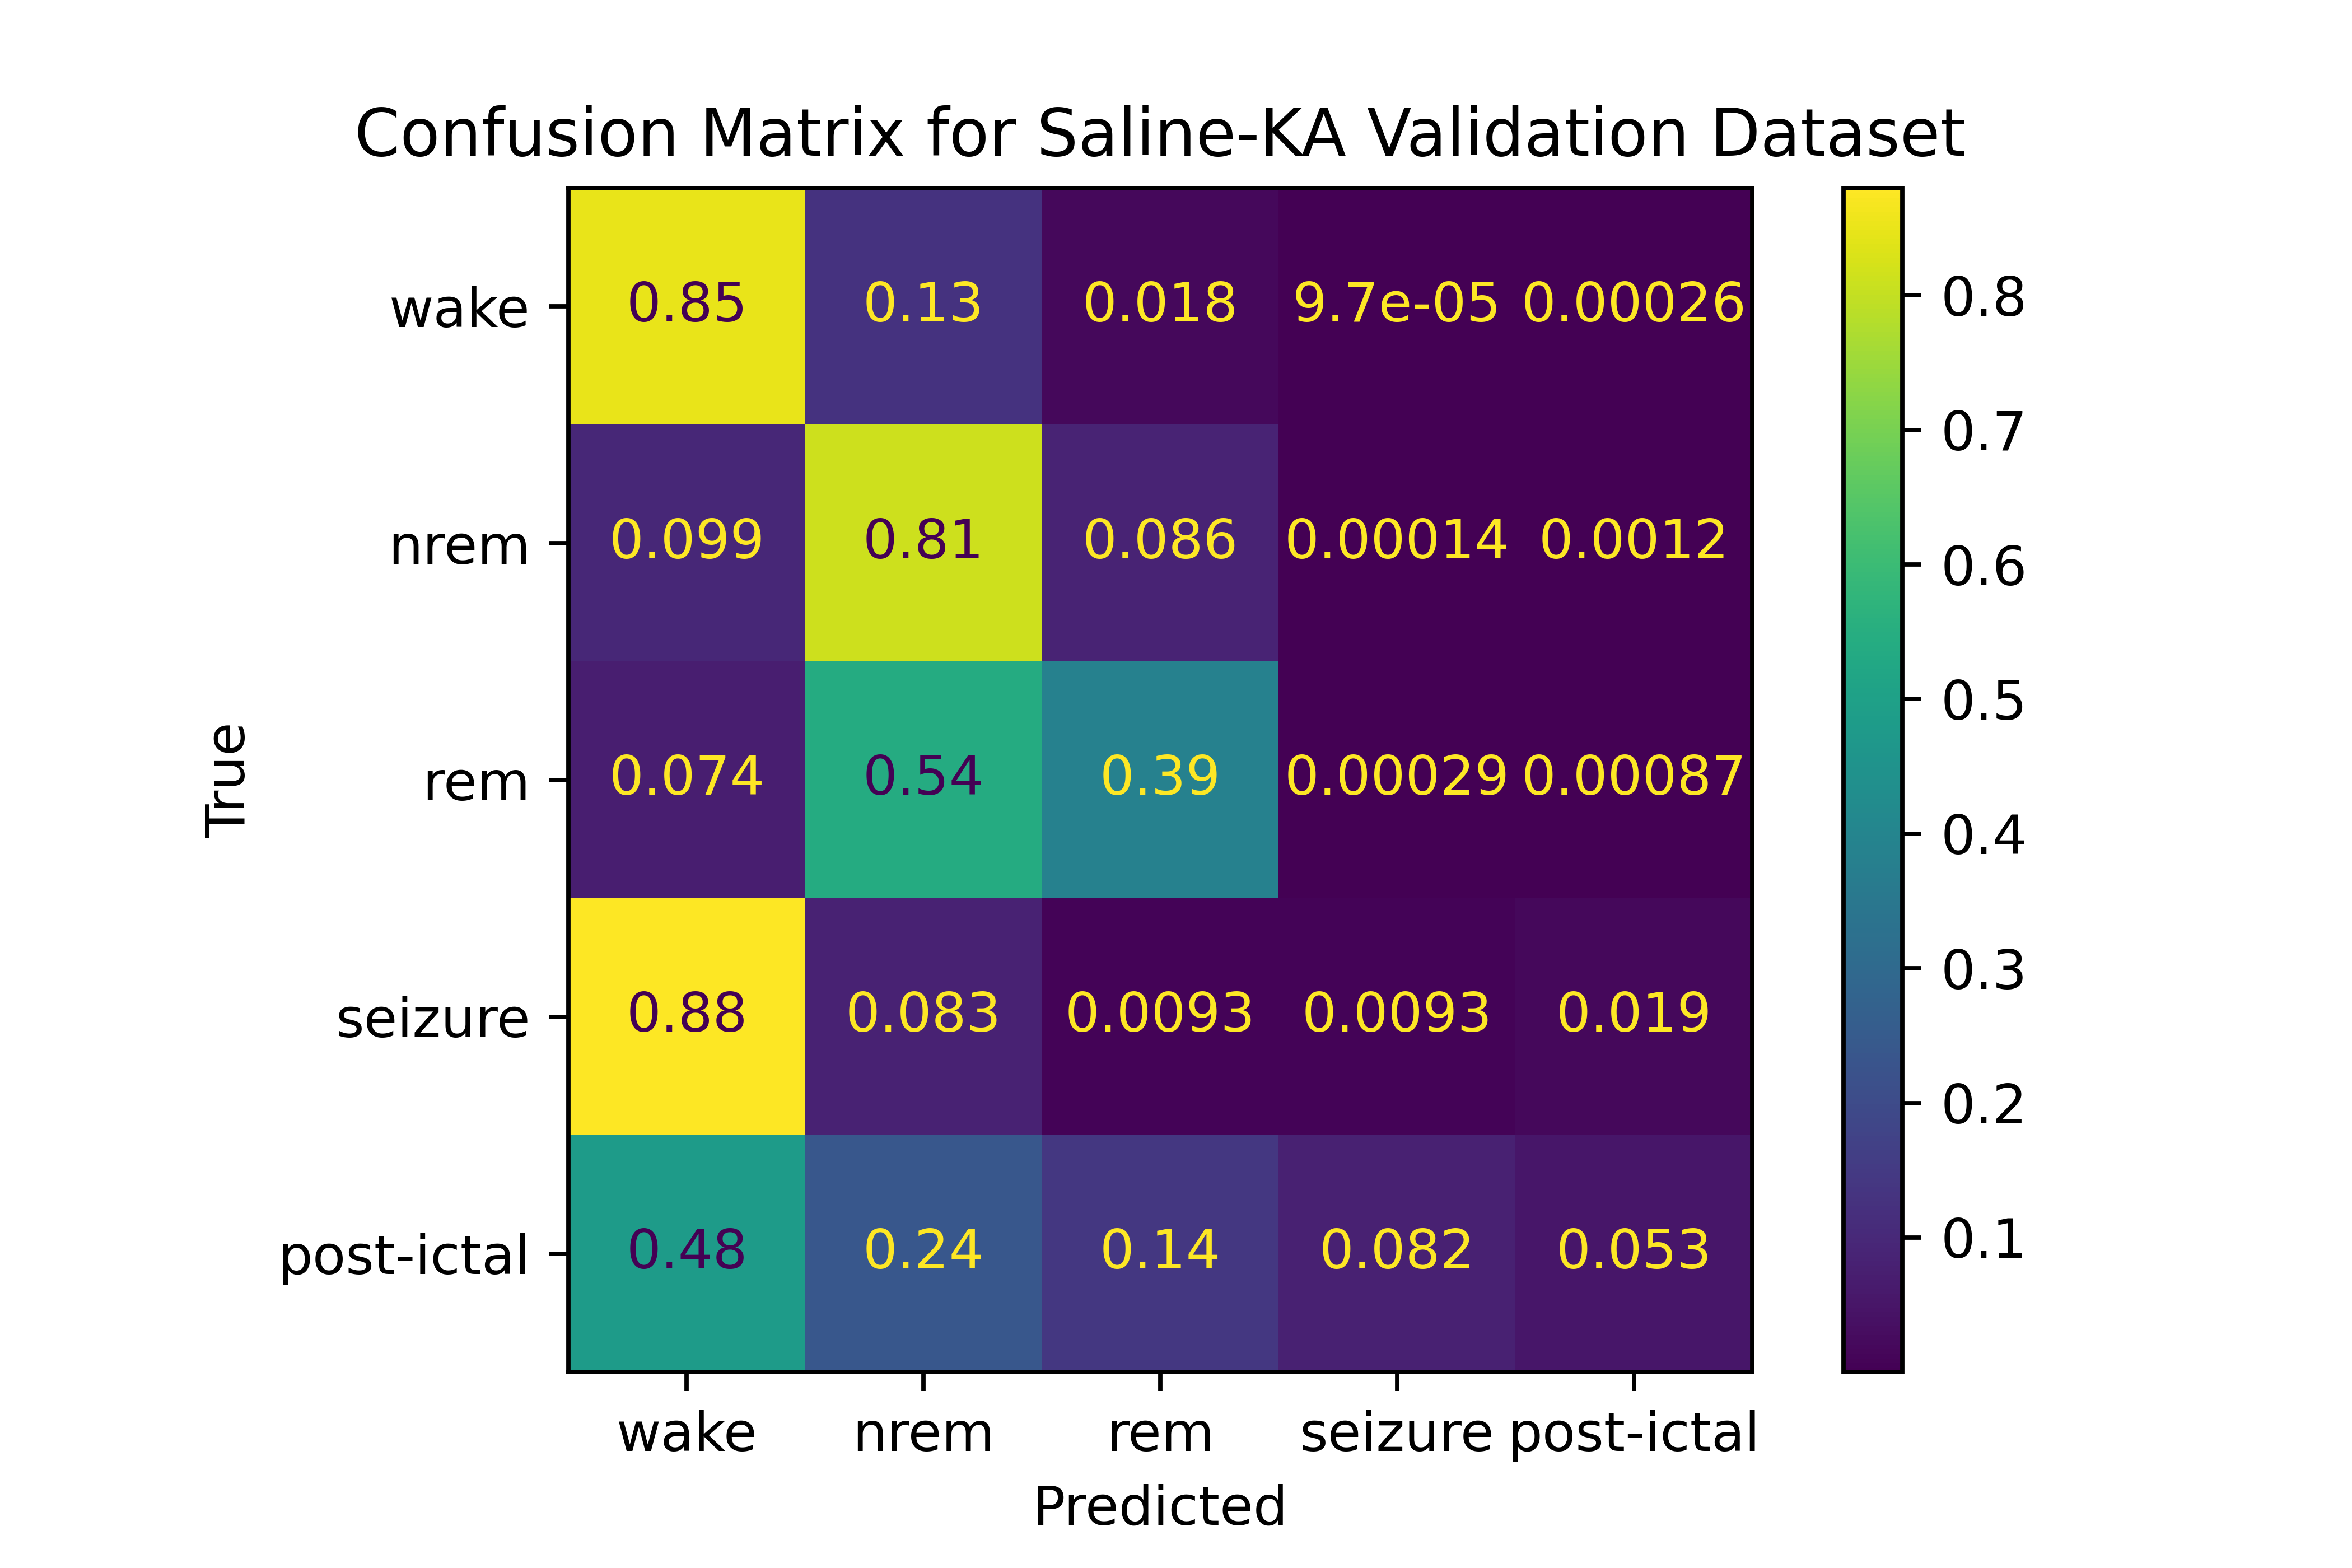 Confusion Matrix for Saline-KA Validation Dataset
wake 0.85 0.13 0.018 9.7e-05 0.00026
nrem 0.099 0.81 0.086 0.00014 0.0012
rem 0.074 0.54 0.39 0.00029 0.00087
seizure 0.88 0.083 0.0093 0.0093 0.019
post-ictal 0.48 0.24 0.14 0.082 0.053
True
wake nrem rem seizure post-ictal
Predicted
0.8
0.7
0.6
0.5
0.4
0.3
0.2
0.1